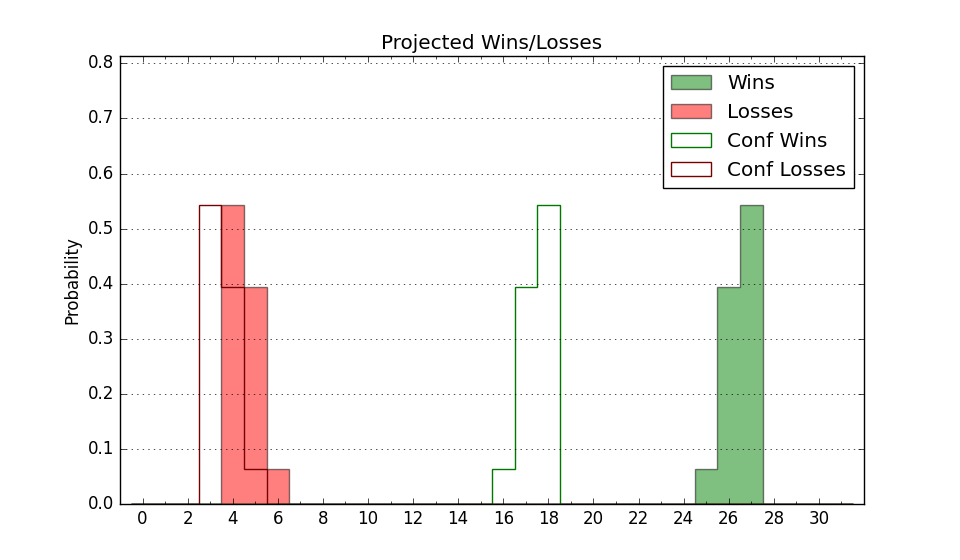 Projected Wins/Losses
0.8
0.7
0.6
0.5
0.4
0.3
0.2
0.1
0.0
Probability
Wins
Losses
Conf Wins
Conf Losses
0 2 4 6 8 10 12 14 16 18 20 22 24 26 28 30